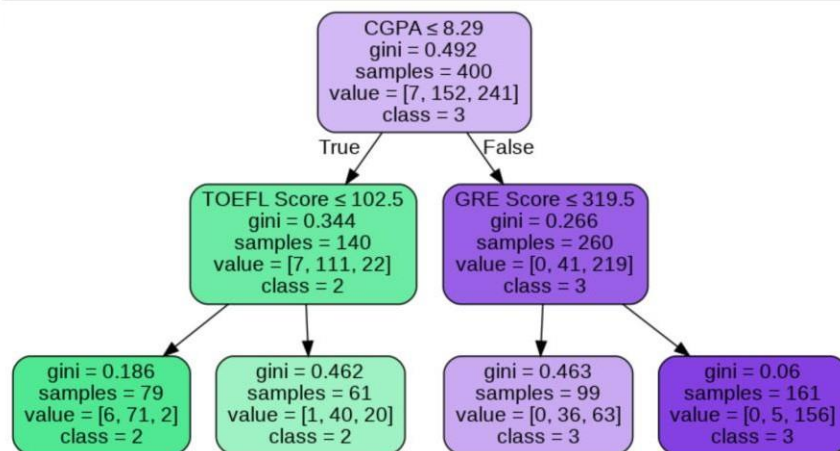 CGPA ≤ 8.29
gini = 0.492
samples = 400
value = [7, 152, 241]
class = 3
True
False
TOEFL Score ≤ 102.5
gini = 0.344
samples = 140
value = [7, 111, 22]
class = 2
GRE Score ≤ 319.5
gini = 0.266
samples = 260
value = [0, 41, 219]
class = 3
gini = 0.186
samples = 79
value = [6, 71, 2]
class = 2
gini = 0.462
samples = 61
value = [1, 40, 20]
class = 2
gini = 0.463
samples = 99
value = [0, 36, 63]
class = 3
gini = 0.06
samples = 161
value = [0, 5, 156]
class = 3